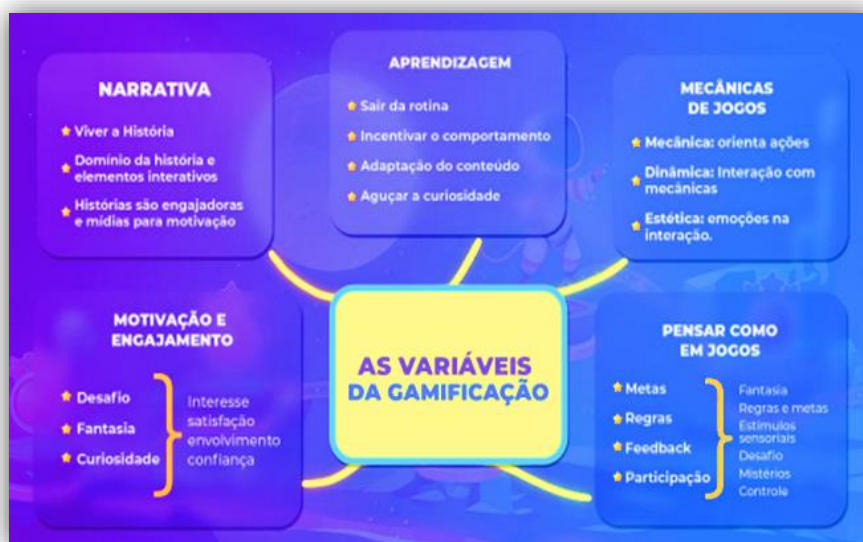 NARRATIVA
Viver a História
Domínio da história e
elementos interativos
Histórias são engajadoras
e mídias para motivação
APRENDIZAGEM
Sair da rotina
Incentivar o comportamento
Adaptação do conteúdo
Aguçar a curiosidade
MECÂNICAS
DE JOGOS
Mecânica: orienta ações
Dinâmica: Interação com
mecânicas
Estética: emoções na
interação.
MOTIVAÇÃO E
ENGAJAMENTO
Desafio
Fantasia
Curiosidade
Interesse
satisfação
envolvimento
confiança
AS VARIÁVEIS
DA GAMIFICAÇÃO
PENSAR COMO
EM JOGOS
Metas
Regras
Feedback
Participação
Fantasia
Regras e metas
Estímulos
sensoriais
Desafio
Mistérios
Controle